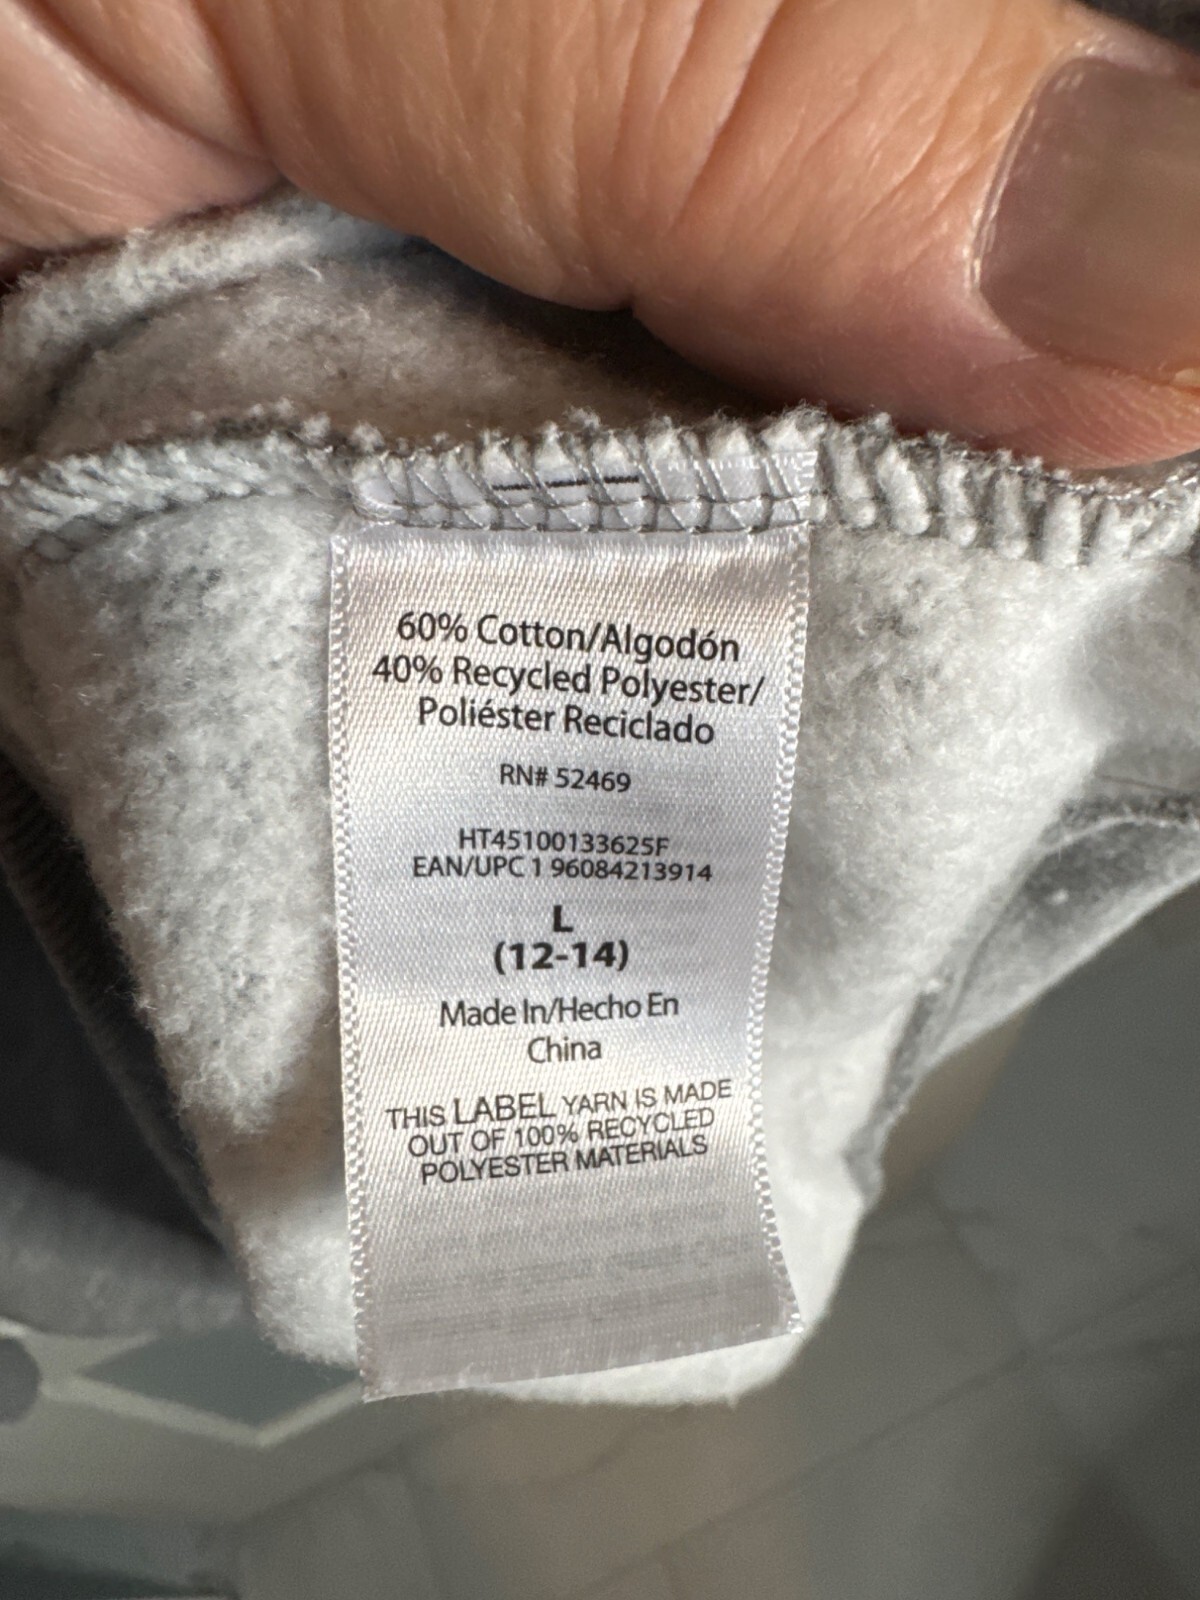 60% Cotton/Algodón
40% Recycled Polyester/
Poliéster Reciclado
RN# 52469
HT45100133625F
EAN/UPC 1 96084213914
L
(12-14)
Made In/Hecho En
China
THIS LABEL YARN IS MADE
OUT OF 100% RECYCLED
POLYESTER MATERIALS